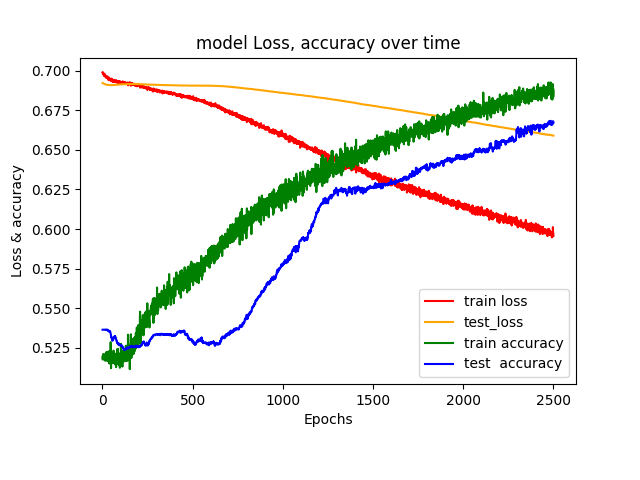 model Loss, accuracy over time
0.700
0.675
0.650
0.625
0.600
0.575
0.550
0.525
Loss & accuracy
train loss
test_loss
train accuracy
test  accuracy
0 500 1000 1500 2000 2500
Epochs